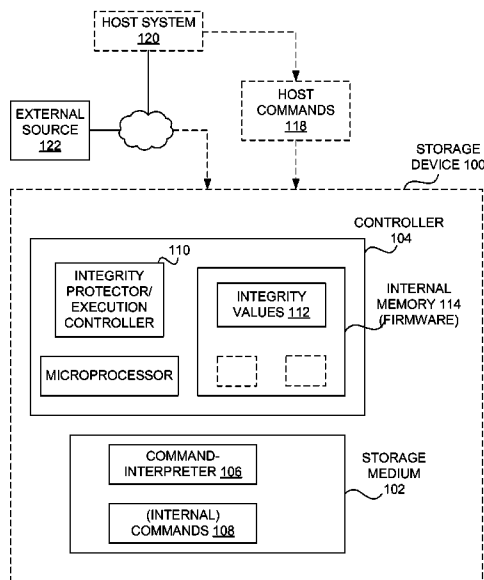 HOST SYSTEM
120
HOST
COMMANDS
118
EXTERNAL
SOURCE
122
STORAGE
DEVICE 100
CONTROLLER
104
110
INTEGRITY
PROTECTOR/
EXECUTION
CONTROLLER
INTEGRITY
VALUES 112
INTERNAL
MEMORY 114
(FIRMWARE)
MICROPROCESSOR
COMMAND-
INTERPRETER 106
STORAGE
MEDIUM
102
(INTERNAL)
COMMANDS 108